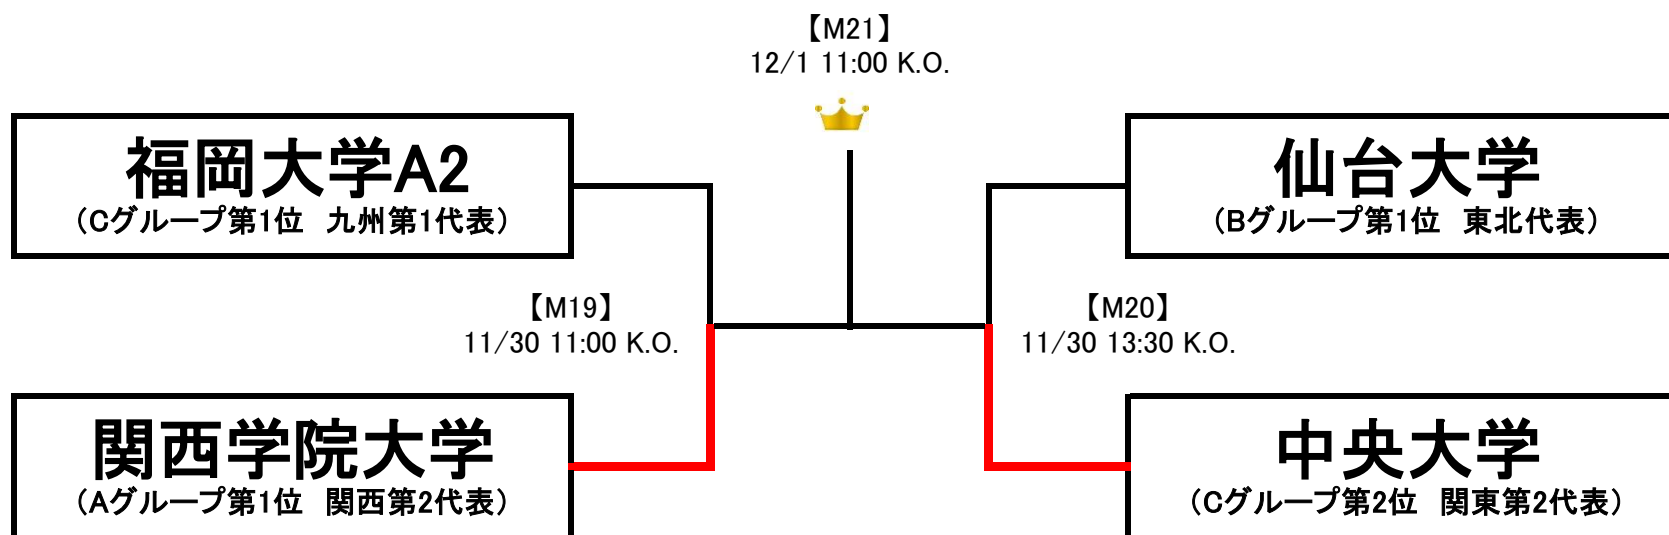 【M21】
12/1 11:00 K.O.
福岡大学A2
（Cグループ第1位　九州第1代表）
仙台大学
（Bグループ第1位　東北代表）
【M19】
11/30 11:00 K.O.
【M20】
11/30 13:30 K.O.
関西学院大学
（Aグループ第1位　関西第2代表）
中央大学
（Cグループ第2位　関東第2代表）